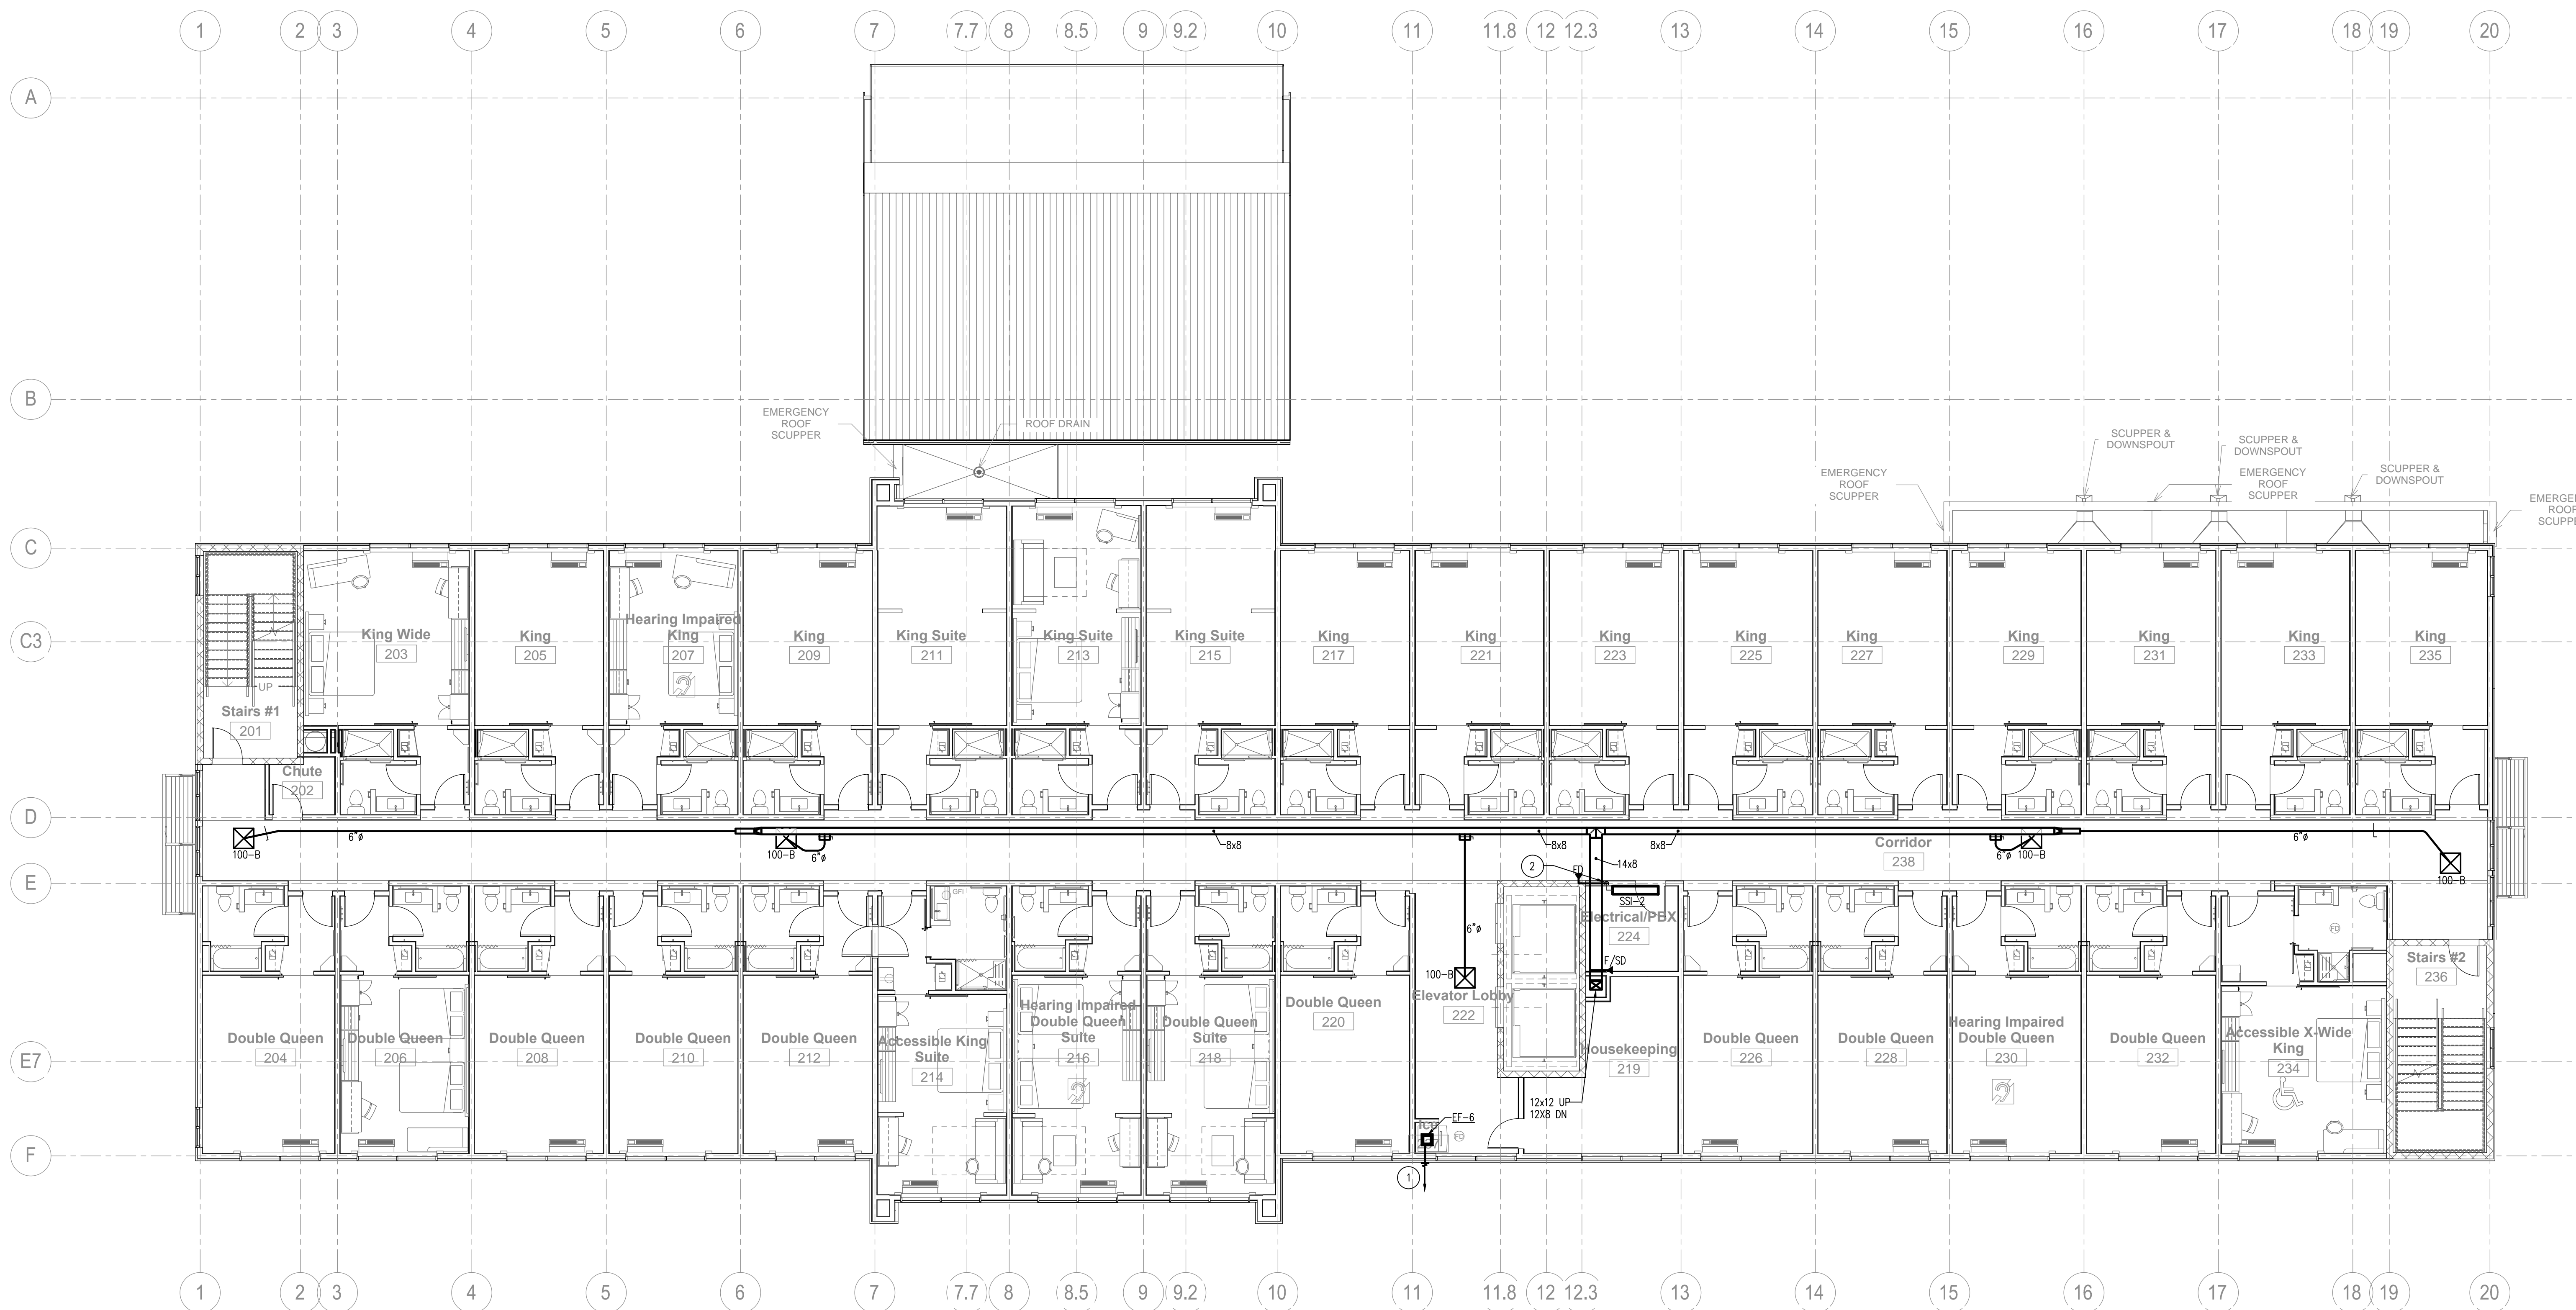 1 2 3 4 5 6 7 7.7 8 8.5 9 9.2 10 11 11.8 12 12.3 13 14 15 16 17 18 19 20
A
B
EMERGENCY
ROOF
SCUPPER
ROOF DRAIN
SCUPPER &
DOWNSPOUT
SCUPPER &
DOWNSPOUT
SCUPPER &
DOWNSPOUT
EMERGENCY
ROOF
SCUPPER
EMERGENCY
ROOF
SCUPPER
C
C3
King Wide
203
King
205
Hearing Impaired
King
207
King
209
King Suite
211
King Suite
213
King Suite
215
King
217
King
221
King
223
King
225
King
227
King
229
King
231
King
233
King
235
UP
Stairs #1
201
Chute
202
D
6"ø
100-B
100-B
6"ø
8x8
8x8
8x8
14x8
Corridor
238
6"ø
100-B
6"ø
L
100-B
E
2
FD
GFI
SSI-2
Electrical/PBX
224
6"ø
100-B
F/SD
Elevator Lobby
222
FD
Stairs #2
236
Double Queen
204
Double Queen
206
Double Queen
208
Double Queen
210
Double Queen
212
Accessible King
Suite
214
Hearing Impaired
Double Queen
Suite
216
Double Queen
Suite
218
Double Queen
220
Housekeeping
219
Double Queen
226
Double Queen
228
Hearing Impaired
Double Queen
230
Double Queen
232
Accessible X-Wide
King
234
E7
12x12 UP
12X8 DN
EF-6
Ice
FD
F
1
1 2 3 4 5 6 7 7.7 8 8.5 9 9.2 10 11 11.8 12 12.3 13 14 15 16 17 18 19 20